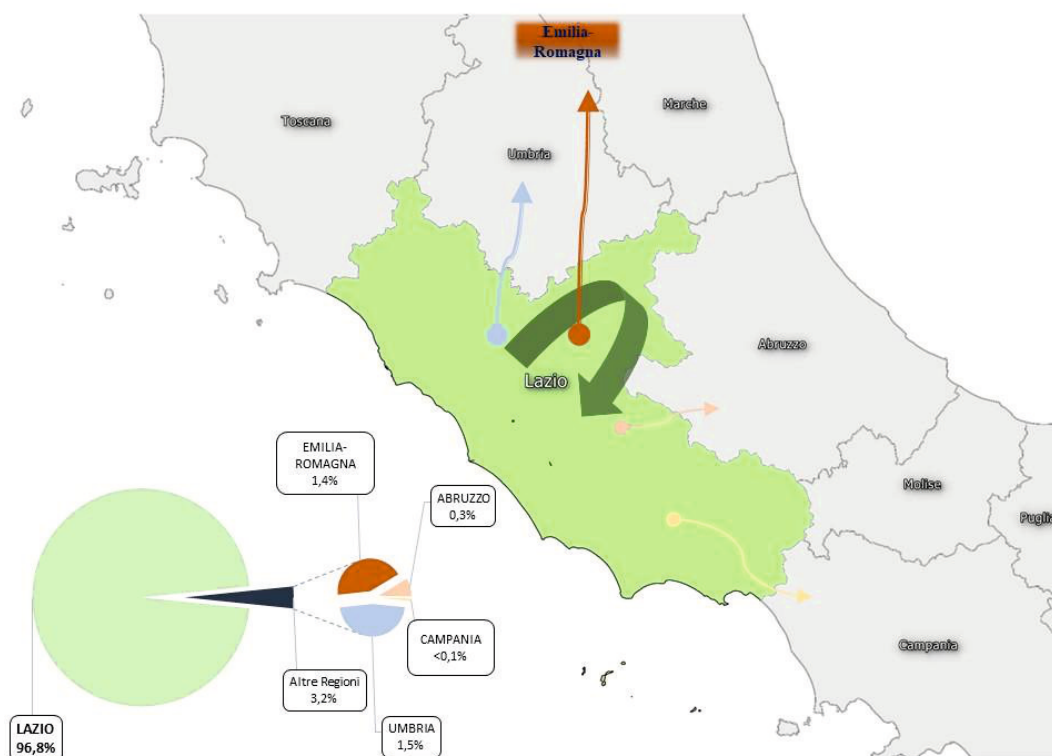 Emilia-
Romagna
Marche
Toscana
Umbria
Abruzzo
Lazio
Molise
Puglia
Campania
EMILIA-
ROMAGNA
1,4%
ABRUZZO
0,3%
CAMPANIA
<0,1%
Altre Regioni
3,2%
UMBRIA
1,5%
LAZIO
96,8%